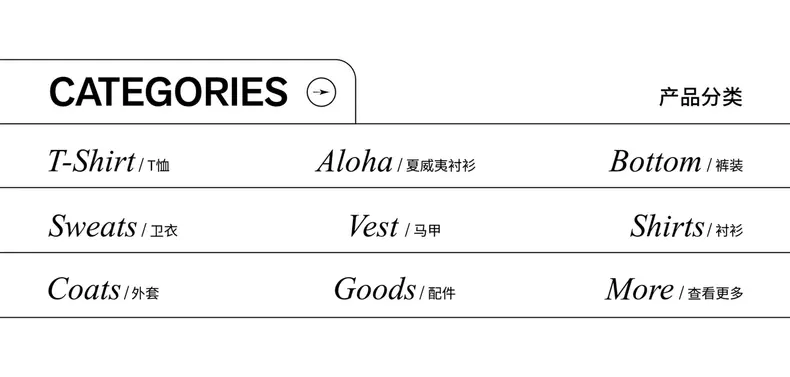 CATEGORIES 产品分类
T-Shirt / T恤 Aloha / 夏威夷衬衫 Bottom / 裤装
Sweats / 卫衣 Vest / 马甲 Shirts / 衬衫
Coats / 外套 Goods / 配件 More / 查看更多